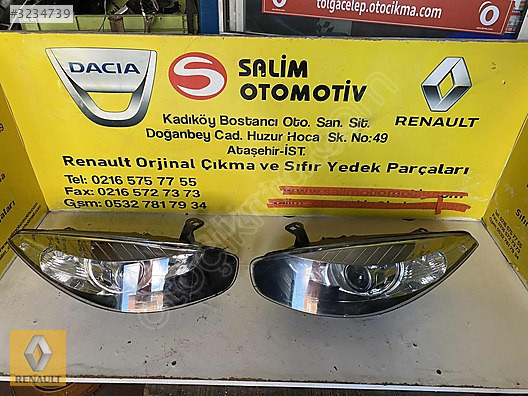 #3234739
tolgacelep.otocikma.com
DACIA
S
SALİM
OTOMOTİV
RENAULT
Kadıköy Bostancı Oto. San. Sit.
Doğanbey Cad. Huzur Hoca Sk. No:49
Ataşehir-İST.
Renault Orjinal Çıkma ve Sıfır Yedek Parçaları
Tel: 0216 575 77 55
Fax: 0216 572 73 73
Gsm: 0532 781 79 34
RENAULT